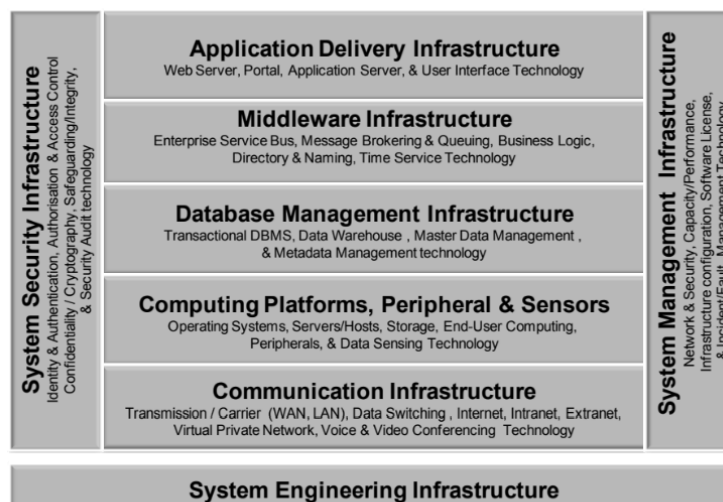 System Security Infrastructure
Identity & Authentication, Authorisation & Access Control
Confidentiality / Cryptography, Safeguarding/Integrity,
& Security Audit technology
Application Delivery Infrastructure
Web Server, Portal, Application Server, & User Interface Technology
Middleware Infrastructure
Enterprise Service Bus, Message Brokering & Queuing, Business Logic,
Directory & Naming, Time Service Technology
Database Management Infrastructure
Transactional DBMS, Data Warehouse , Master Data Management ,
& Metadata Management technology
Computing Platforms, Peripheral & Sensors
Operating Systems, Servers/Hosts, Storage, End-User Computing,
Peripherals, & Data Sensing Technology
Communication Infrastructure
Transmission / Carrier (WAN, LAN), Data Switching , Internet, Intranet, Extranet,
Virtual Private Network, Voice & Video Conferencing Technology
System Management Infrastructure
Network & Security, Capacity/Performance,
Infrastructure configuration, Software License,
& Incident/Fault, Management Technology
System Engineering Infrastructure